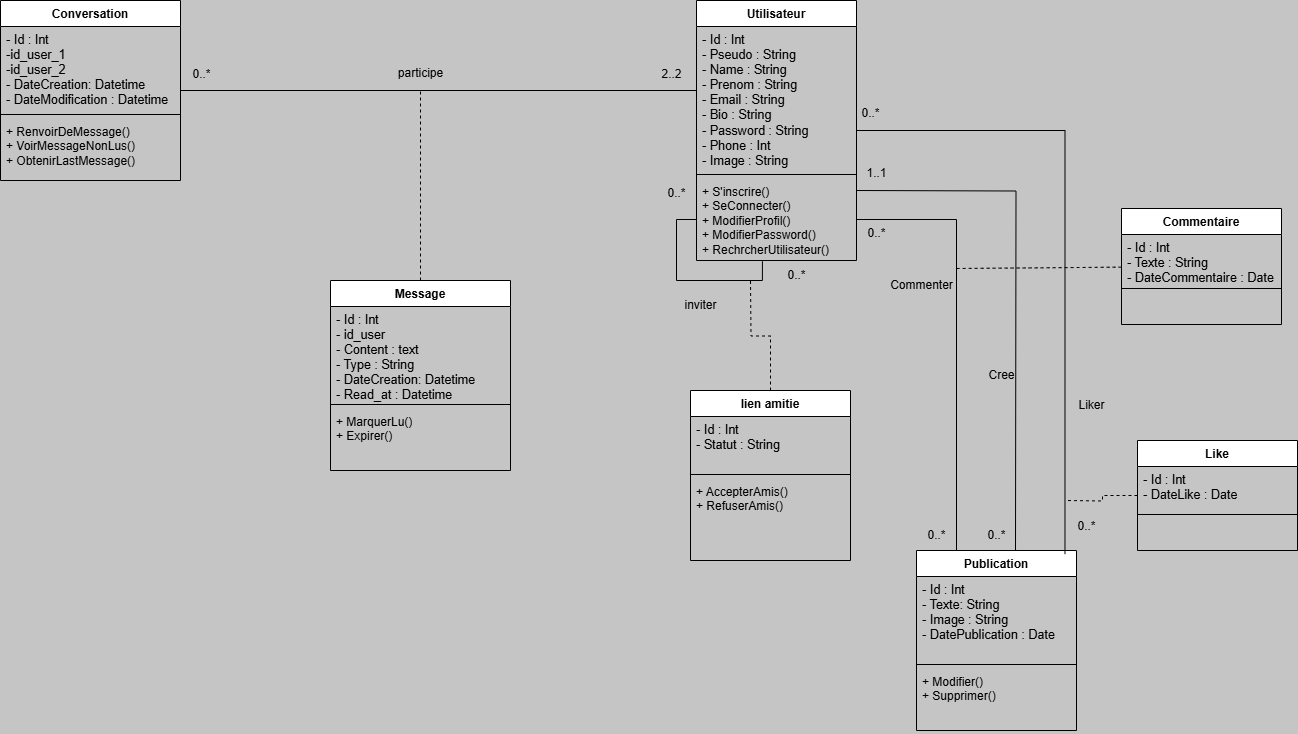 Conversation
- Id : Int
-id_user_1
-id_user_2
- DateCreation: Datetime
- DateModification : Datetime
+ RenvoirDeMessage()
+ VoirMessageNonLus()
+ ObtenirLastMessage()
0..*
participe
2..2
Utilisateur
- Id : Int
- Pseudo : String
- Name : String
- Prenom : String
- Email : String
- Bio : String
- Password : String
- Phone : Int
- Image : String
+ S'inscrire()
+ SeConnecter()
+ ModifierProfil()
+ ModifierPassword()
+ RechrcherUtilisateur()
0..*
1..1
0..*
0..*
0..*
inviter
Commenter
Cree
Liker
Commentaire
- Id : Int
- Texte : String
- DateCommentaire : Date
Message
- Id : Int
- id_user
- Content : text
- Type : String
- DateCreation: Datetime
- Read_at : Datetime
+ MarquerLu()
+ Expirer()
lien amitie
- Id : Int
- Statut : String
+ AccepterAmis()
+ RefuserAmis()
Like
- Id : Int
- DateLike : Date
0..*
0..*
0..*
Publication
- Id : Int
- Texte: String
- Image : String
- DatePublication : Date
+ Modifier()
+ Supprimer()